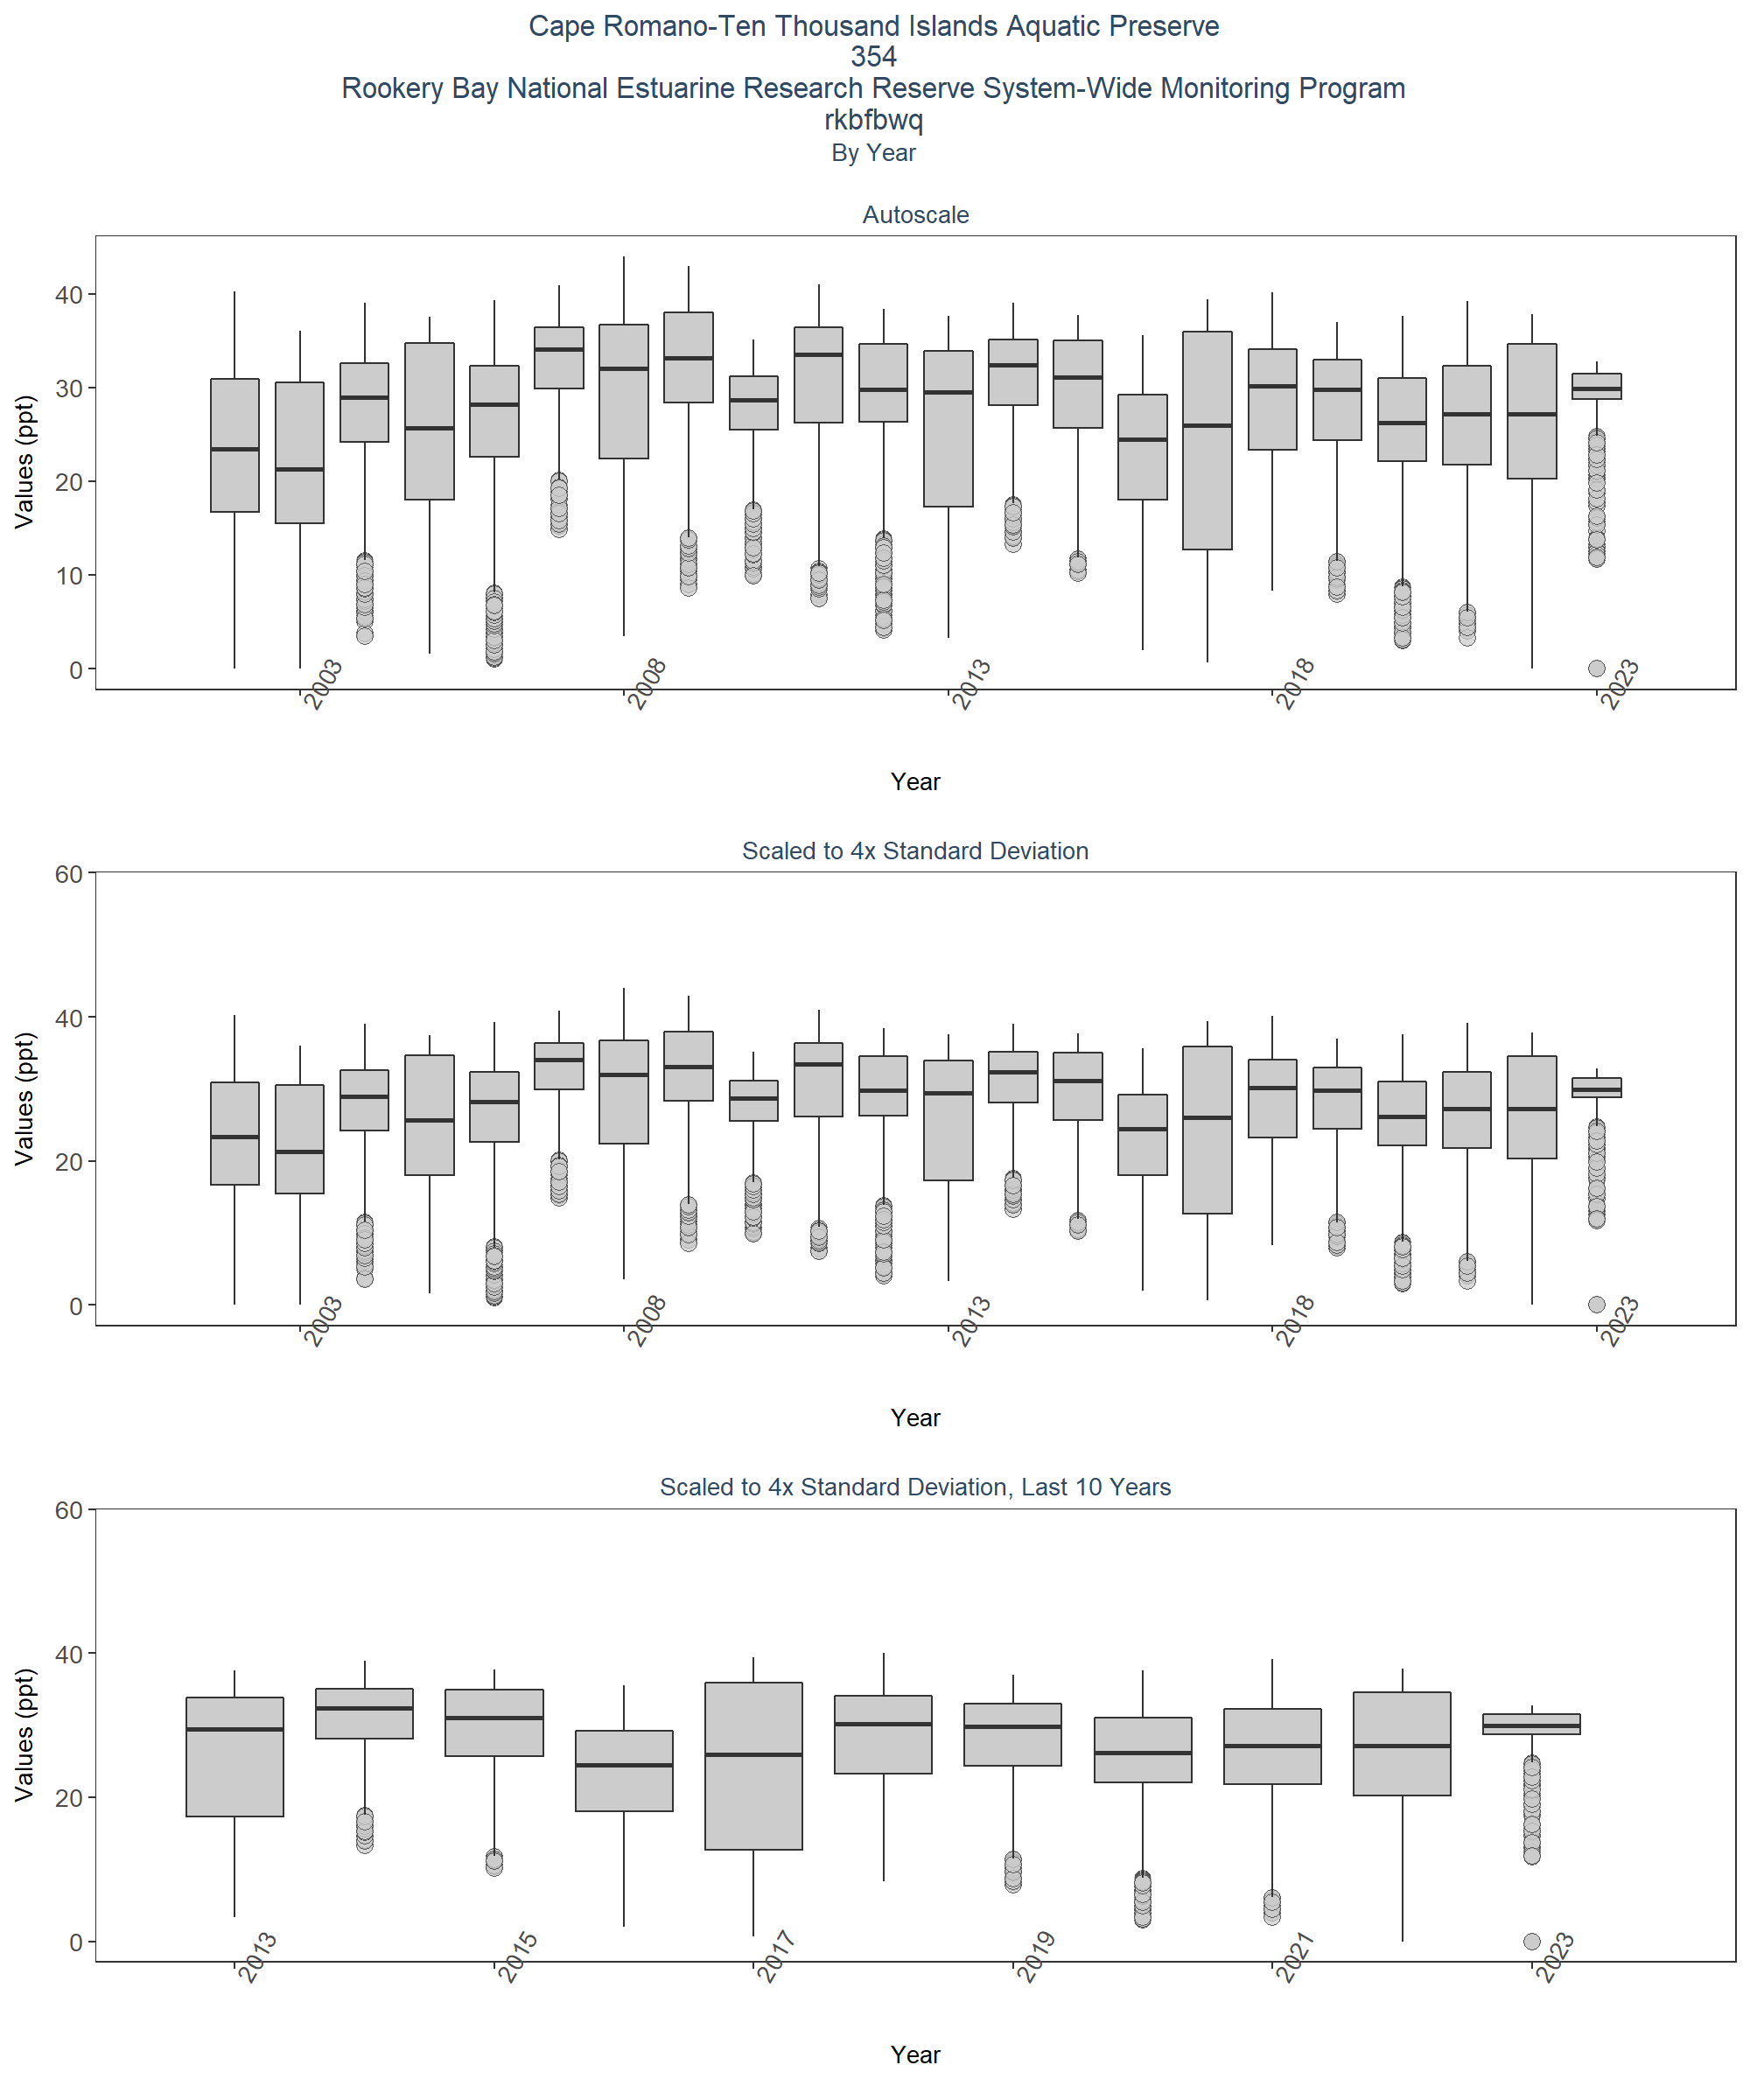 Cape Romano-Ten Thousand Islands Aquatic Preserve
354
Rookery Bay National Estuarine Research Reserve System-Wide Monitoring Program
rkbfbwq
By Year
Autoscale
Values (ppt)
40
30
20
10
0
2003 2008 2013 2018 2023
Year
Scaled to 4x Standard Deviation
Values (ppt)
60
40
20
0
2003 2008 2013 2018 2023
Year
Scaled to 4x Standard Deviation, Last 10 Years
Values (ppt)
60
40
20
0
2013 2015 2017 2019 2021 2023
Year